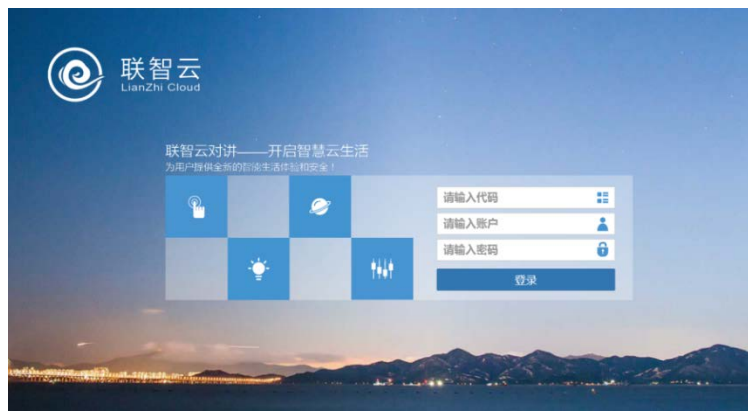 联智云
LianZhi Cloud
联智云对讲——开启智慧云生活
为用户提供全新的智能生活体验和安全！
请输入代码
请输入账户
请输入密码
登录